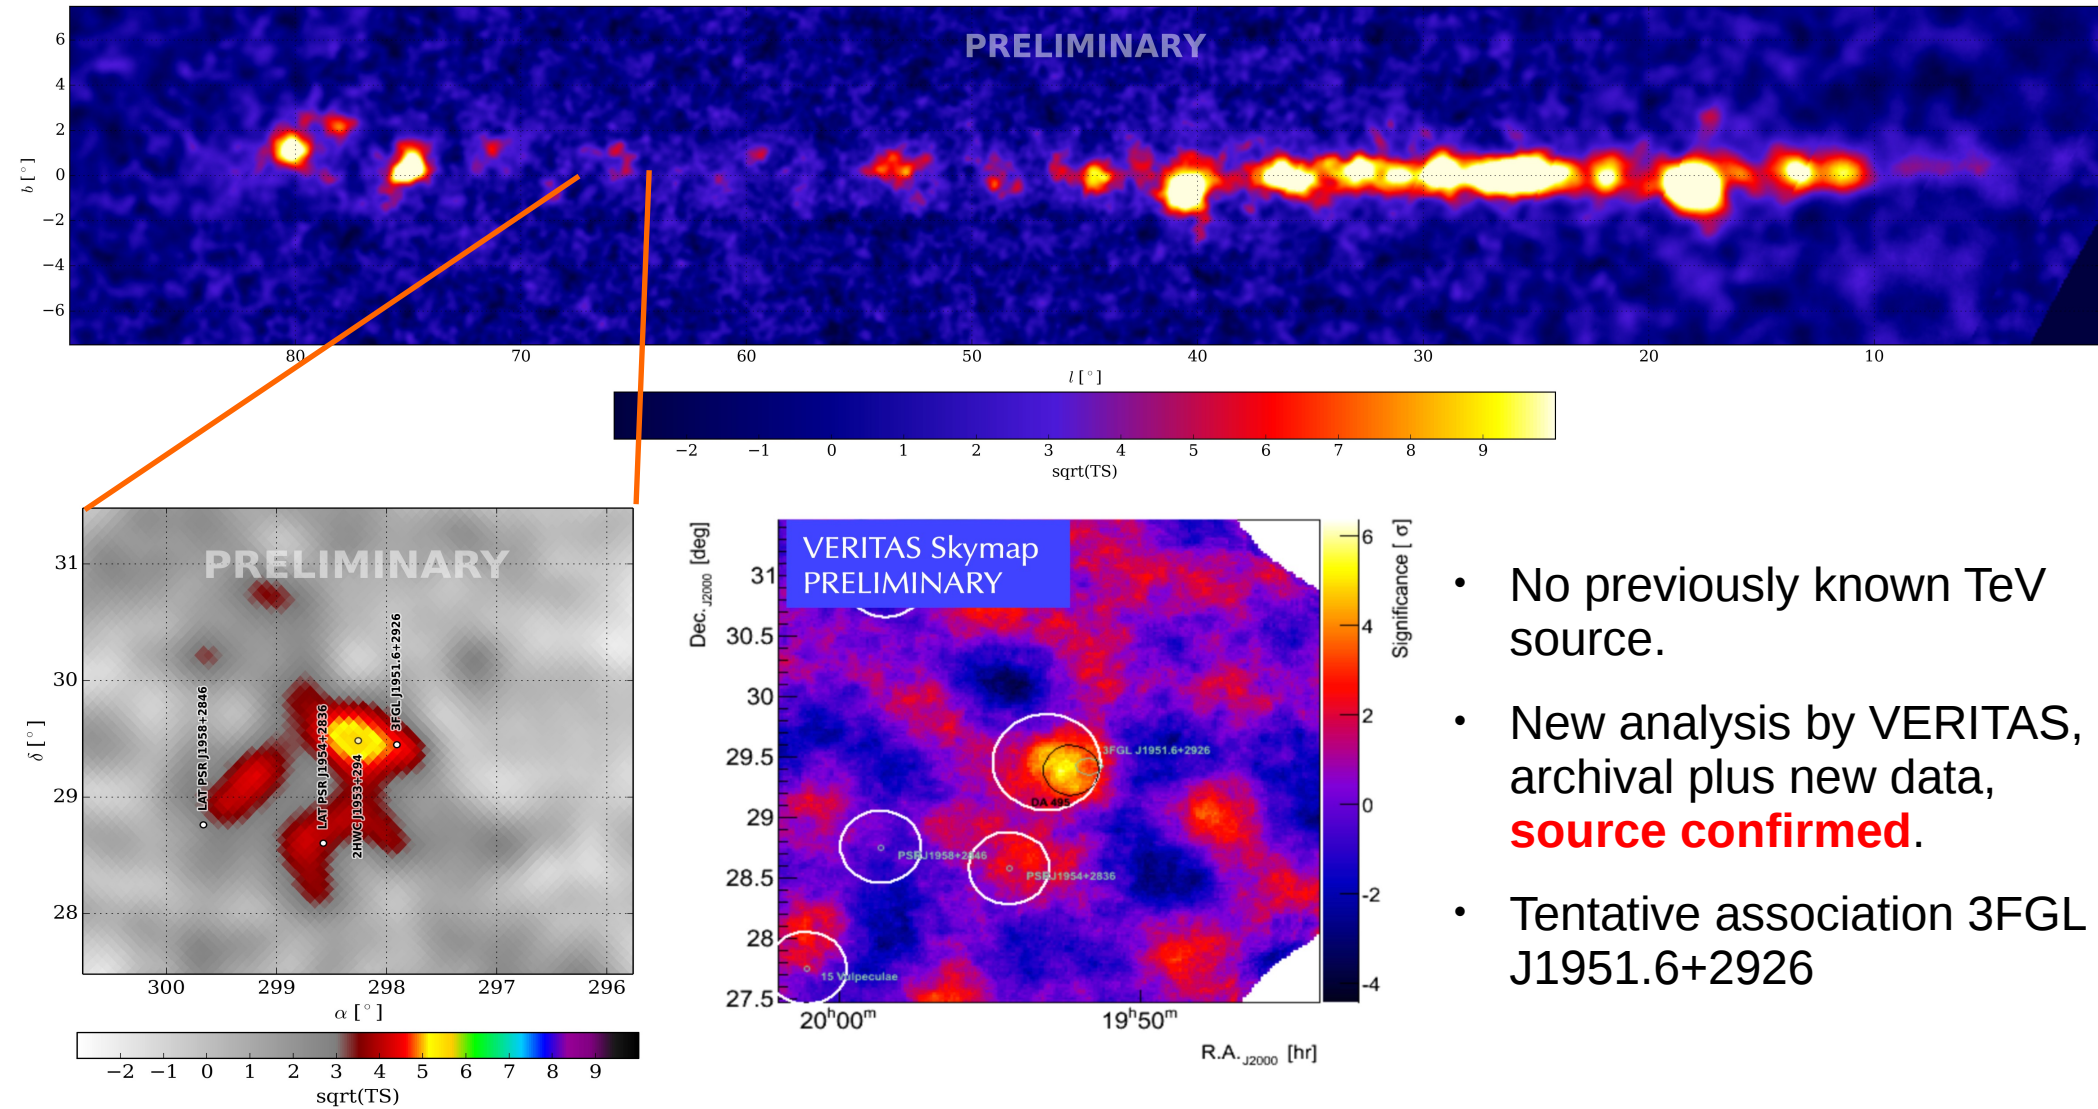 PRELIMINARY
6
4
2
0
−2
−4
−6
b [°]
80
70
60
50
40
30
20
10
l [°]
−2 −1 0 1 2 3 4 5 6 7 8 9
sqrt(TS)
PRELIMINARY
31
30
29
28
δ [°]
LAT PSR J1958+2846
LAT PSR J1954+2836
2HWC J1953+294
3FGL J1951.6+2926
300 299 298 297 296
α [°]
−2 −1 0 1 2 3 4 5 6 7 8 9
sqrt(TS)
VERITAS Skymap
PRELIMINARY
Dec. J2000 [deg]
31
30.5
30
29.5
29
28.5
28
27.5
3FGL J1951.6+2926
DA 495
PSRJ1958+2846
PSRJ1954+2836
15 Vulpeculae
20h00m 19h50m
R.A. J2000 [hr]
6
4
2
0
-2
-4
Significance [ σ]
• No previously known TeV
source.
• New analysis by VERITAS,
archival plus new data,
source confirmed.
• Tentative association 3FGL
J1951.6+2926